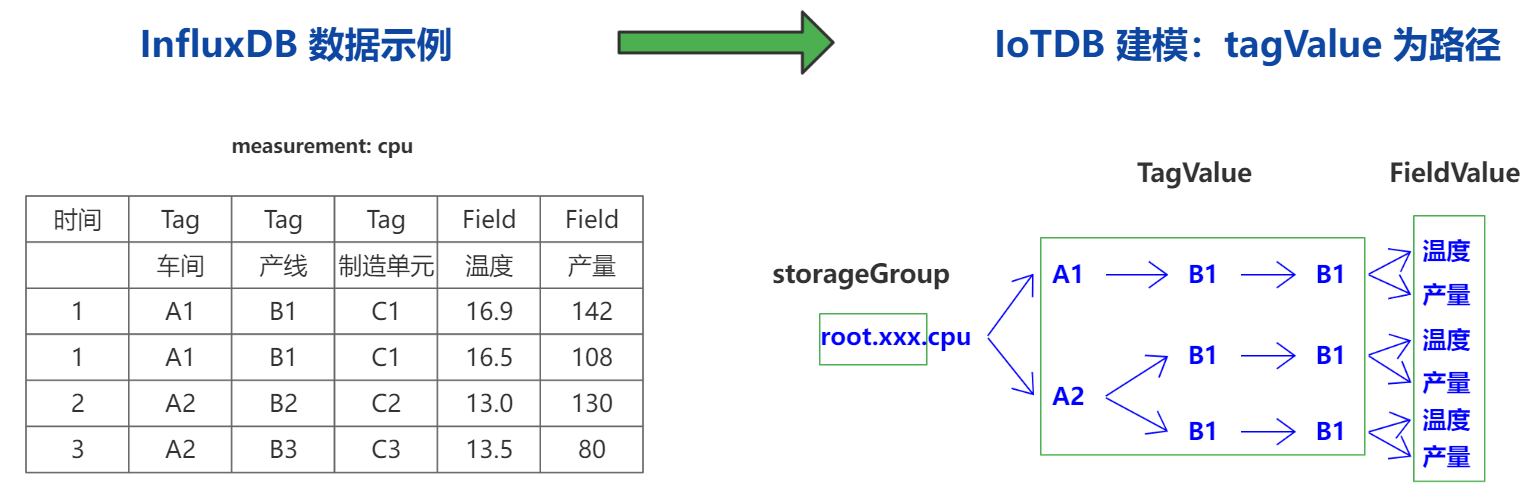 InfluxDB 数据示例
IoTDB 建模：tagValue 为路径
measurement: cpu
时间 Tag Tag Tag Field Field
车间 产线 制造单元 温度 产量
1 A1 B1 C1 16.9 142
1 A1 B1 C1 16.5 108
2 A2 B2 C2 13.0 130
3 A2 B3 C3 13.5 80
TagValue FieldValue
storageGroup
root.xxx.cpu
A1 B1 B1 温度
产量
A2 B1 B1 温度
产量
B1 B1 温度
产量